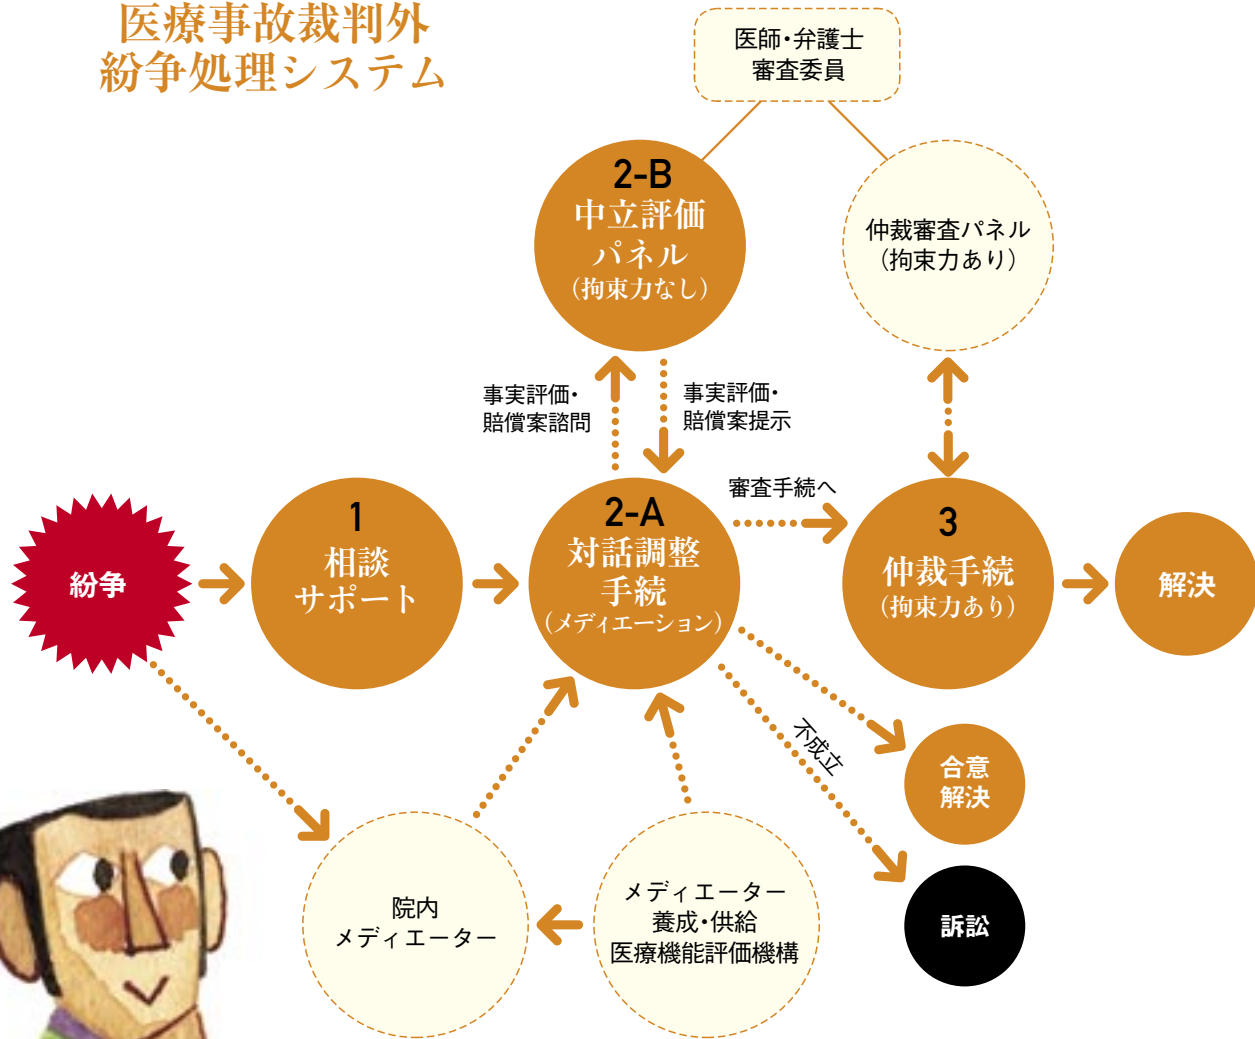 医療事故裁判外
紛争処理システム
医師・弁護士
審査委員
2-B
中立評価
パネル
（拘束力なし）
仲裁審査パネル
（拘束力あり）
事実評価・
賠償案諮問
事実評価・
賠償案提示
紛争
1
相談
サポート
2-A
対話調整
手続
（メディエーション）
審査手続へ
3
仲裁手続
（拘束力あり）
解決
不成立
合意
解決
訴訟
院内
メディエーター
メディエーター
養成・供給
医療機能評価機構